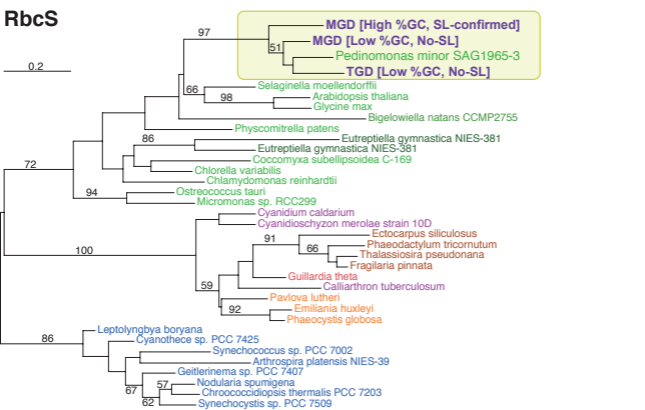 RbcS
0.2
97
MGD [High %GC, SL-confirmed]
MGD [Low %GC, No-SL]
51
Pedinomonas minor SAG1965-3
TGD [Low %GC, No-SL]
66
Selaginella moellendorffii
98
Arabidopsis thaliana
Glycine max
Bigelowiella natans CCMP2755
Physcomitrella patens
86
Eutreptiella gymnastica NIES-381
Eutreptiella gymnastica NIES-381
Coccomyxa subellipsoidea C-169
72
Chlorella variabilis
Chlamydomonas reinhardtii
94
Ostreococcus tauri
Micromonas sp. RCC299
Cyanidium caldarium
Cyanidioschyzon merolae strain 10D
Ectocarpus siliculosus
91
Phaeodactylum tricornutum
66
100
Thalassiosira pseudonana
Fragilaria pinnata
Guillardia theta
59
Calliarthron tuberculosum
Pavlova lutheri
92
Emiliania huxleyi
Phaeocystis globosa
Leptolyngbya boryana
86
Cyanothece sp. PCC 7425
Synechococcus sp. PCC 7002
Arthrospira platensis NIES-39
Geitlerinema sp. PCC 7407
57
Nodularia spumigena
67
Chroococcidiopsis thermalis PCC 7203
62
Synechocystis sp. PCC 7509